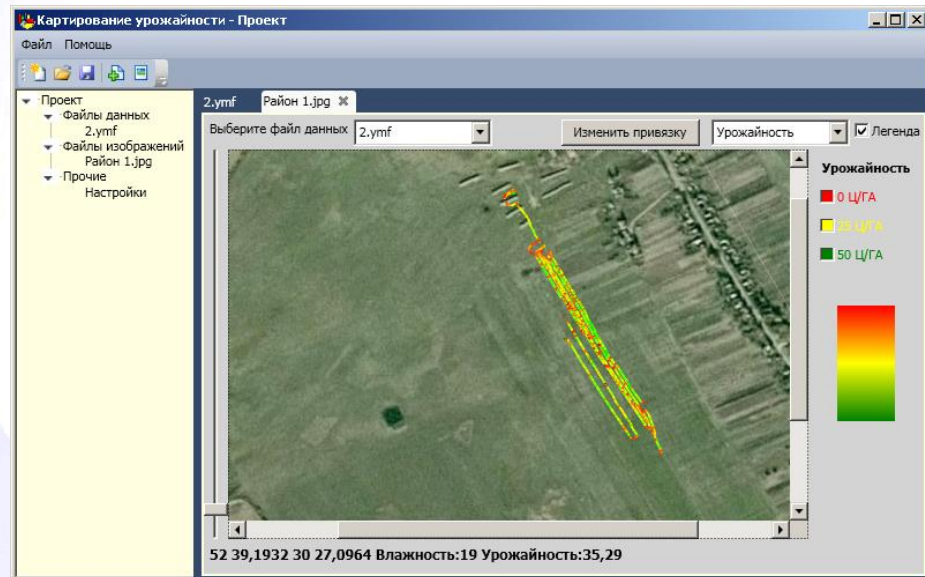 Картирование урожайности - Проект
Файл Помощь
Проект
Файлы данных
2.ymf
Файлы изображений
Район 1.jpg
Прочие
Настройки
2.ymf Район 1.jpg
Выберите файл данных 2.ymf Изменить привязку Урожайность Легенда
Урожайность
0 Ц/ГА
25 Ц/ГА
50 Ц/ГА
52 39,1932 30 27,0964 Влажность:19 Урожайность:35,29